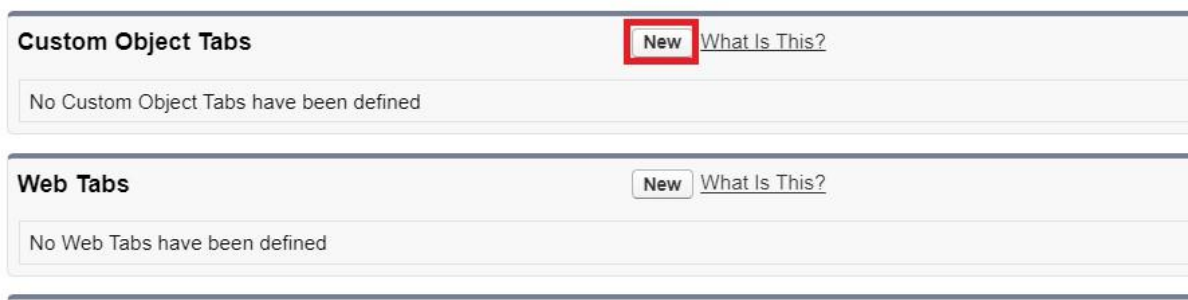 Custom Object Tabs New What Is This?
No Custom Object Tabs have been defined
Web Tabs New What Is This?
No Web Tabs have been defined